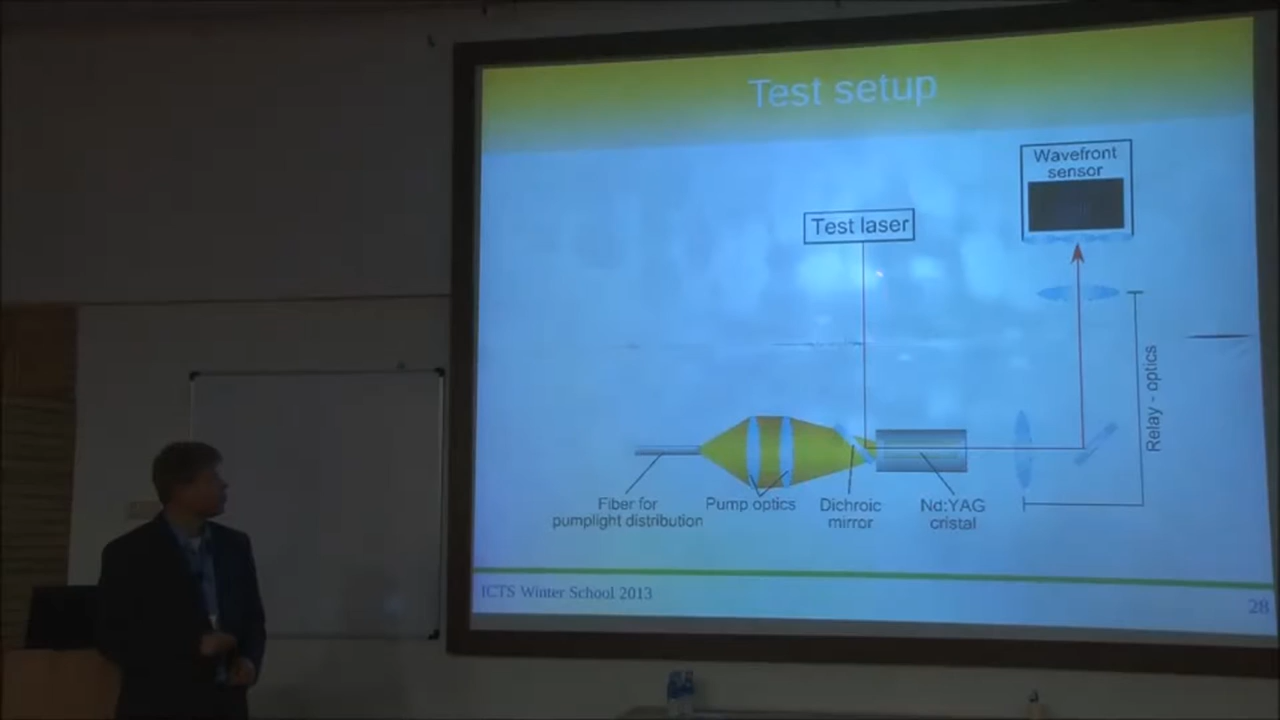 Test setup
Wavefront
sensor
Test laser
Relay - optics
Fiber for
pumplight distribution
Pump optics
Dichroic
mirror
Nd:YAG
cristal
ICTS Winter School 2013
28